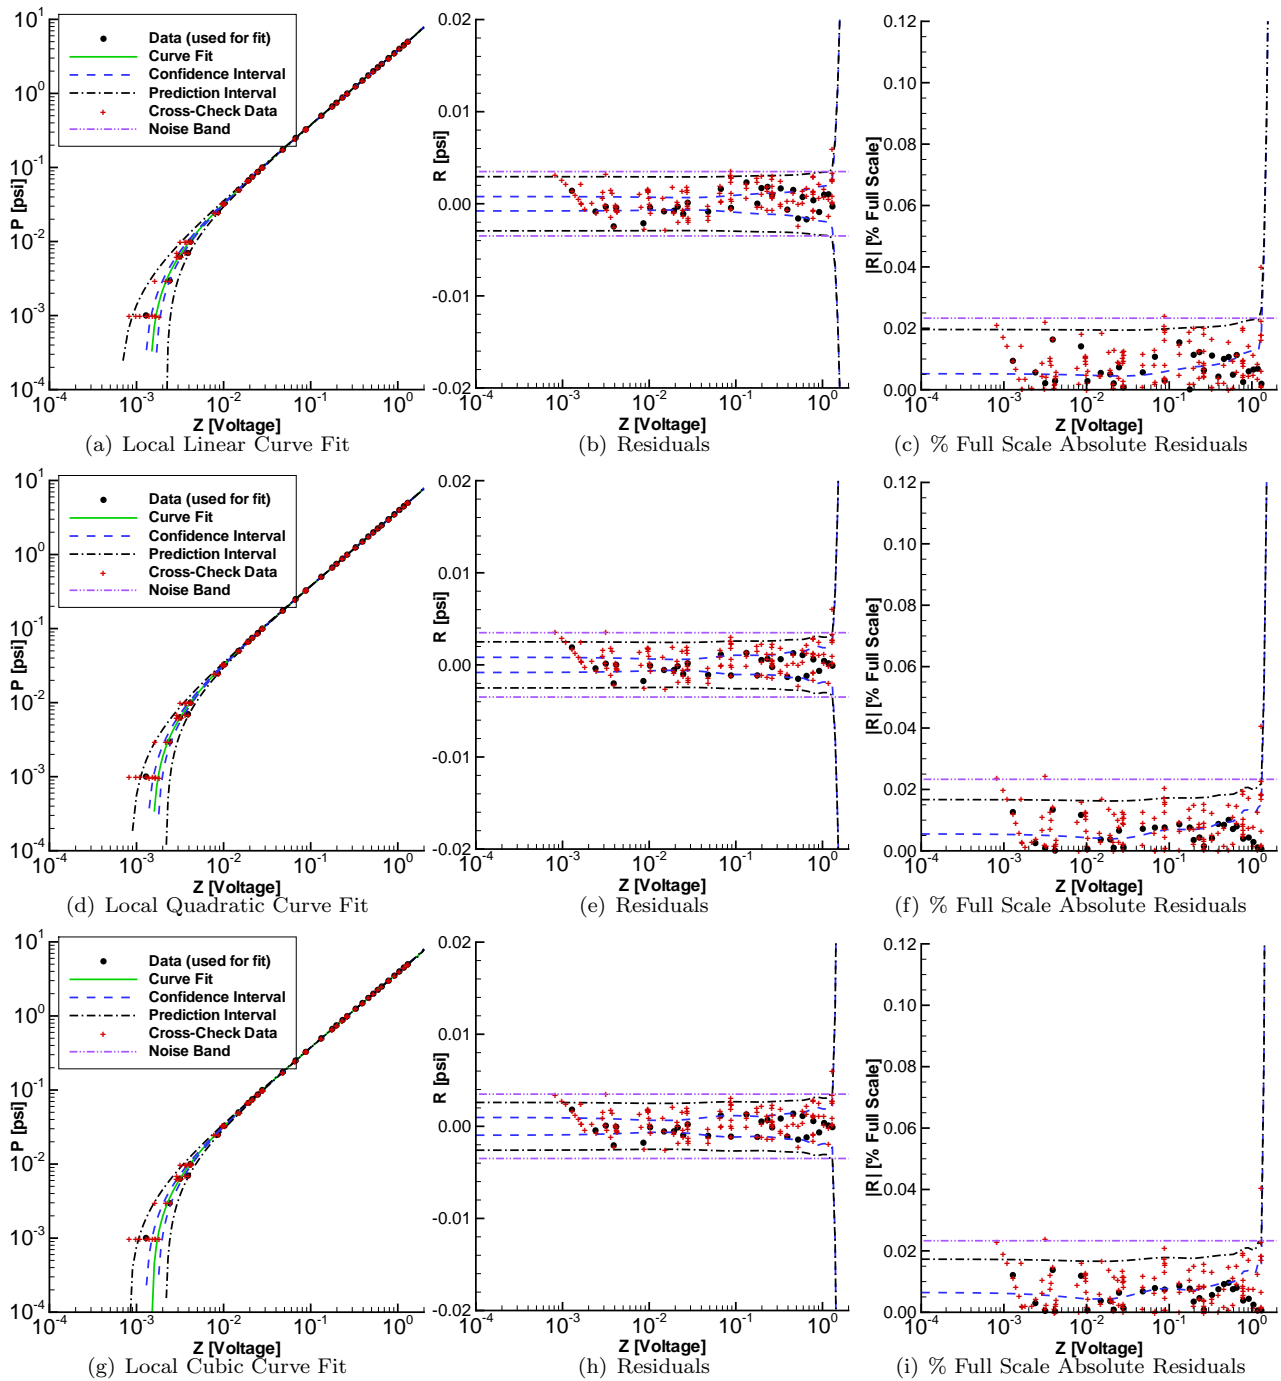 10^1
10^0
10^-1
10^-2
10^-3
10^-4
P [psi]
Data (used for fit)
Curve Fit
Confidence Interval
Prediction Interval
Cross-Check Data
Noise Band
10^-4 10^-3 10^-2 10^-1 10^0
Z [Voltage]
(a) Local Linear Curve Fit
0.02
0.01
0.00
-0.01
-0.02
R [psi]
10^-4 10^-3 10^-2 10^-1 10^0
Z [Voltage]
(b) Residuals
0.12
0.10
0.08
0.06
0.04
0.02
0.00
|R| [% Full Scale]
10^-4 10^-3 10^-2 10^-1 10^0
Z [Voltage]
(c) % Full Scale Absolute Residuals
10^1
10^0
10^-1
10^-2
10^-3
10^-4
P [psi]
Data (used for fit)
Curve Fit
Confidence Interval
Prediction Interval
Cross-Check Data
Noise Band
10^-4 10^-3 10^-2 10^-1 10^0
Z [Voltage]
(d) Local Quadratic Curve Fit
0.02
0.01
0.00
-0.01
-0.02
R [psi]
10^-4 10^-3 10^-2 10^-1 10^0
Z [Voltage]
(e) Residuals
0.12
0.10
0.08
0.06
0.04
0.02
0.00
|R| [% Full Scale]
10^-4 10^-3 10^-2 10^-1 10^0
Z [Voltage]
(f) % Full Scale Absolute Residuals
10^1
10^0
10^-1
10^-2
10^-3
10^-4
P [psi]
Data (used for fit)
Curve Fit
Confidence Interval
Prediction Interval
Cross-Check Data
Noise Band
10^-4 10^-3 10^-2 10^-1 10^0
Z [Voltage]
(g) Local Cubic Curve Fit
0.02
0.01
0.00
-0.01
-0.02
R [psi]
10^-4 10^-3 10^-2 10^-1 10^0
Z [Voltage]
(h) Residuals
0.12
0.10
0.08
0.06
0.04
0.02
0.00
|R| [% Full Scale]
10^-4 10^-3 10^-2 10^-1 10^0
Z [Voltage]
(i) % Full Scale Absolute Residuals